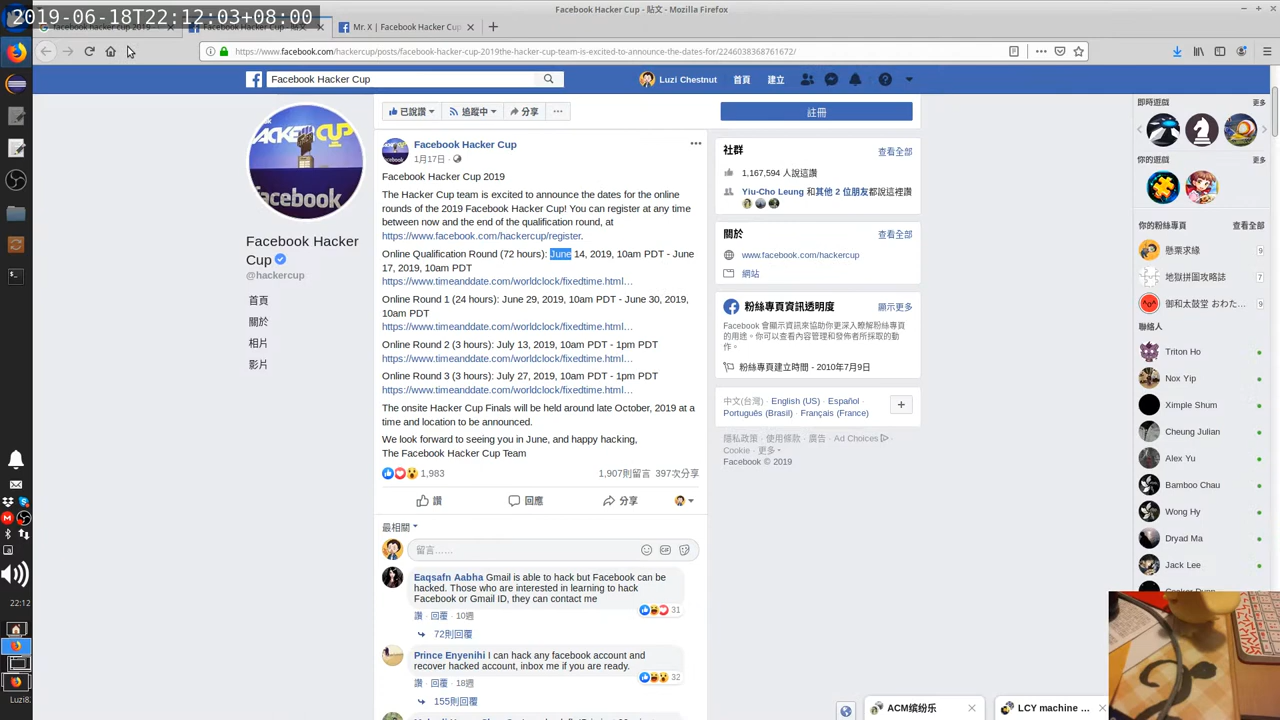 2019-06-18T22:12:03+08:00
Facebook Hacker Cup - 貼文 - Mozilla Firefox
facebook hacker cup 2019
Facebook Hacker Cup - 貼文
Mr. X | Facebook Hacker Cup
https://www.facebook.com/hackercup/posts/facebook-hacker-cup-2019the-hacker-cup-team-is-excited-to-announce-the-dates-for/2246038368761672/
Facebook Hacker Cup
Luzi Chestnut
首頁
建立
已說讚
追蹤中
分享
註冊
Facebook Hacker
Cup
@hackercup
首頁
關於
相片
影片
Facebook Hacker Cup
1月17日
Facebook Hacker Cup 2019
The Hacker Cup team is excited to announce the dates for the online
rounds of the 2019 Facebook Hacker Cup! You can register at any time
between now and the end of the qualification round, at
https://www.facebook.com/hackercup/register.
Online Qualification Round (72 hours): June 14, 2019, 10am PDT - June
17, 2019, 10am PDT
https://www.timeanddate.com/worldclock/fixedtime.html…
Online Round 1 (24 hours): June 29, 2019, 10am PDT - June 30, 2019,
10am PDT
https://www.timeanddate.com/worldclock/fixedtime.html…
Online Round 2 (3 hours): July 13, 2019, 10am PDT - 1pm PDT
https://www.timeanddate.com/worldclock/fixedtime.html…
Online Round 3 (3 hours): July 27, 2019, 10am PDT - 1pm PDT
https://www.timeanddate.com/worldclock/fixedtime.html…
The onsite Hacker Cup Finals will be held around late October, 2019 at a
time and location to be announced.
We look forward to seeing you in June, and happy hacking,
The Facebook Hacker Cup Team
1,983
1,907則留言 397次分享
讚
回應
分享
最相關
留言……
Eaqsafn Aabha Gmail is able to hack but Facebook can be
hacked. Those who are interested in learning to hack
Facebook or Gmail ID, they can contact me
31
讚 · 回覆 · 10週
72則回覆
Prince Enyenihi I can hack any facebook account and
recover hacked account, inbox me if you are ready.
32
讚 · 回覆 · 18週
155則回覆
社群
查看全部
1,167,594 人說這讚
Yiu-Cho Leung 和其他 2 位朋友都說這裡讚
關於
查看全部
www.facebook.com/hackercup
網站
粉絲專頁資訊透明度
顯示更多
Facebook 會顯示資訊來協助你更深入瞭解粉絲專頁
的用途。你可以查看內容管理和發佈者所採取的動
作。
粉絲專頁建立時間 - 2010年7月9日
中文(台灣) · English (US) · Español ·
Português (Brasil) · Français (France)
隱私政策 · 使用條款 · 廣告 · Ad Choices ·
Cookie · 更多
Facebook © 2019
即時遊戲
更多
你的遊戲
更多
你的粉絲專頁
查看全部
懸栗求緣
9
地獄拼圖攻略誌
1
御和太鼓堂 おわた...
9
聯絡人
Triton Ho
Nox Yip
Ximple Shum
Cheung Julian
Alex Yu
Bamboo Chau
Wong Hy
Dryad Ma
Jack Lee
ACM缤纷乐
LCY machine ...
22:12